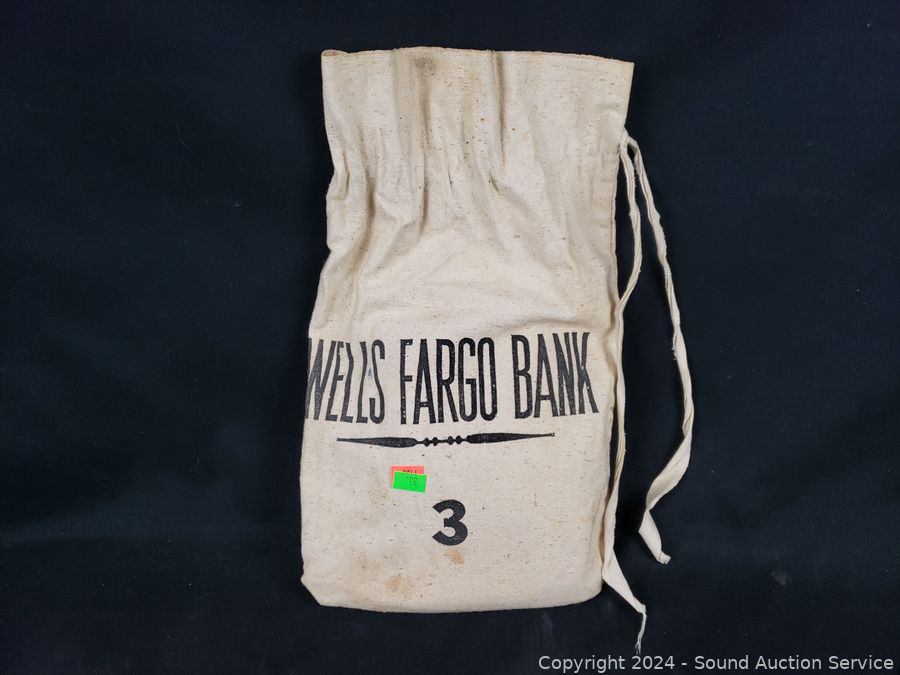 WELLS FARGO BANK
3
Copyright 2024 - Sound Auction Service